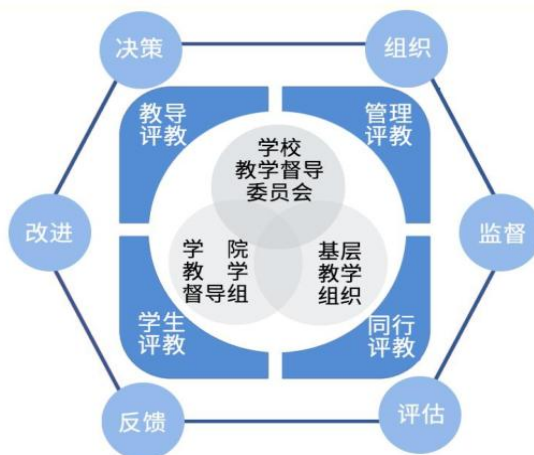 决策
组织
教导
评教
管理
评教
学校
教学督导
委员会
改进
监督
学 院
教 学
督导组
基层
教学
组织
学生
评教
同行
评教
反馈
评估